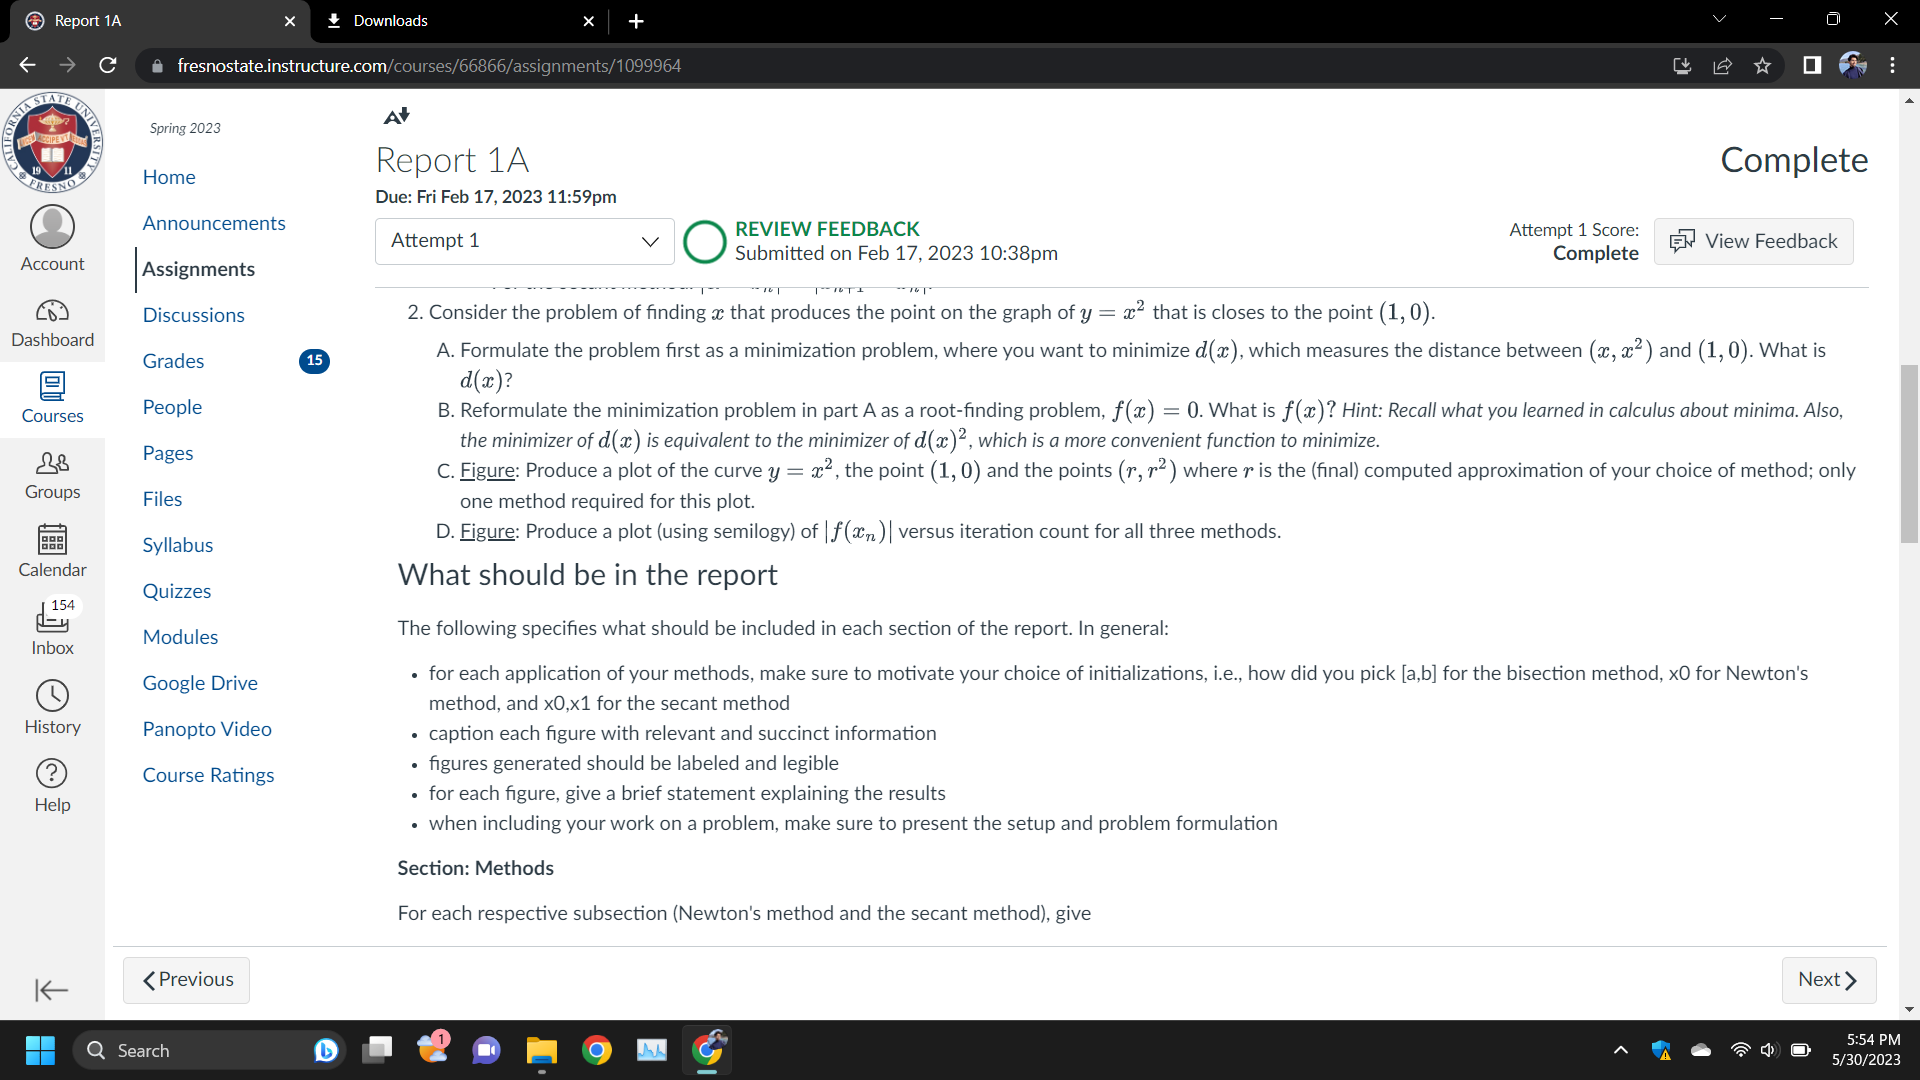 Report 1A
Downloads
fresnostate.instructure.com/courses/66866/assignments/1099964
CALIFORNIA STATE UNIVERSITY
FRESNO
1911
Account
Dashboard
Courses
Groups
Calendar
154
Inbox
History
Help
Spring 2023
Home
Announcements
Assignments
Discussions
Grades 15
People
Pages
Files
Syllabus
Quizzes
Modules
Google Drive
Panopto Video
Course Ratings
Report 1A
Complete
Due: Fri Feb 17, 2023 11:59pm
Attempt 1
REVIEW FEEDBACK
Submitted on Feb 17, 2023 10:38pm
Attempt 1 Score:
Complete
View Feedback
2. Consider the problem of finding x that produces the point on the graph of y = x² that is closes to the point (1, 0).
A. Formulate the problem first as a minimization problem, where you want to minimize d(x), which measures the distance between (x, x²) and (1, 0). What is
d(x)?
B. Reformulate the minimization problem in part A as a root-finding problem, f(x) = 0. What is f(x)? Hint: Recall what you learned in calculus about minima. Also,
the minimizer of d(x) is equivalent to the minimizer of d(x)², which is a more convenient function to minimize.
C. Figure: Produce a plot of the curve y = x², the point (1, 0) and the points (r, r²) where r is the (final) computed approximation of your choice of method; only
one method required for this plot.
D. Figure: Produce a plot (using semilogy) of |f(xₙ)| versus iteration count for all three methods.
What should be in the report
The following specifies what should be included in each section of the report. In general:
• for each application of your methods, make sure to motivate your choice of initializations, i.e., how did you pick [a,b] for the bisection method, x0 for Newton's
method, and x0,x1 for the secant method
• caption each figure with relevant and succinct information
• figures generated should be labeled and legible
• for each figure, give a brief statement explaining the results
• when including your work on a problem, make sure to present the setup and problem formulation
Section: Methods
For each respective subsection (Newton's method and the secant method), give
Previous
Next
Search
1
5:54 PM
5/30/2023